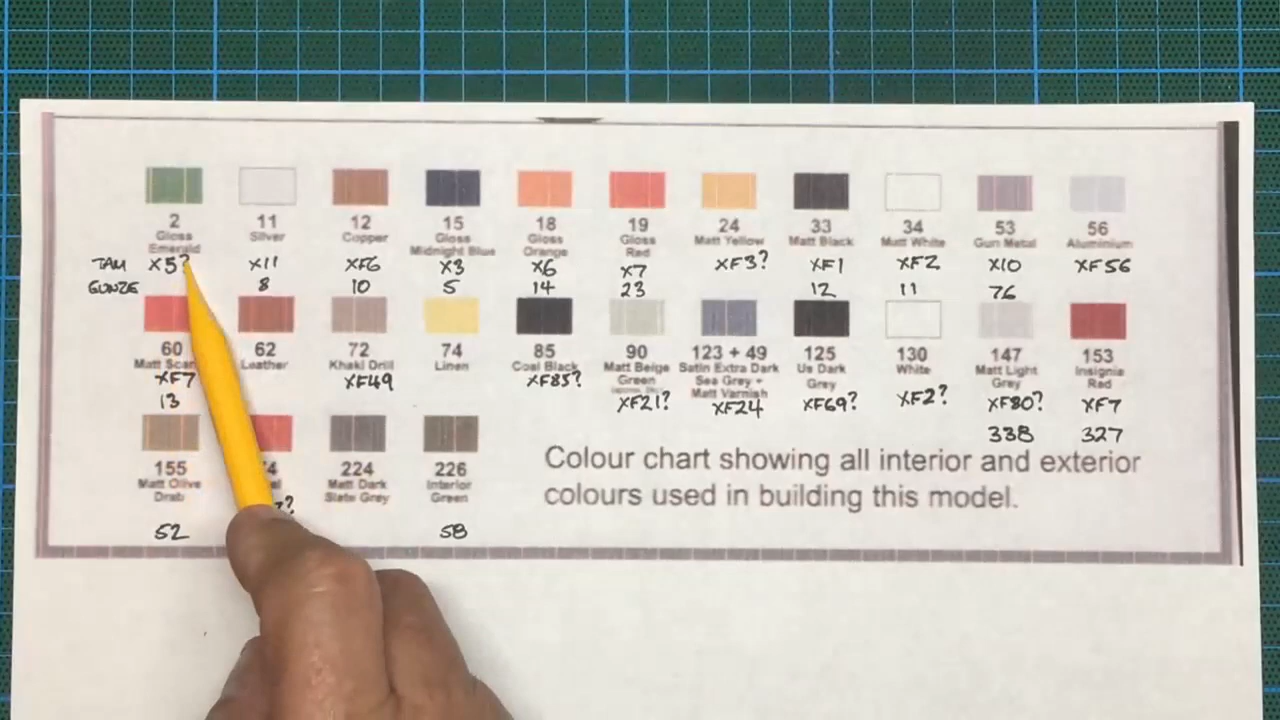 2 11 12 15 18 19 24 33 34 53 56
Gloss Silver Copper Gloss Gloss Gloss Matt Yellow Matt Black Matt White Gun Metal Aluminium
Emerald Midnight Blue Orange Red
TAM X5? X11 XF6 X3 X6 X7 XF3? XF1 XF2 X10 XF56
GUNZE 8 10 5 14 23 12 11 76
60 62 72 74 85 90 123 + 49 125 130 147 153
Matt Leather Khaki Drill Linen Coal Black Matt Beige Satin Extra Dark Us Dark White Matt Light Insignia
Green Sea Grey + Grey Grey Red
Matt Varnish
XF7 XF49 XF85? XF21? XF24 XF69? XF2? XF80? XF7
13 338 327
155 224 226
Matt Olive Matt Dark Interior
Drab Slate Grey Green
52 58
Colour chart showing all interior and exterior
colours used in building this model.